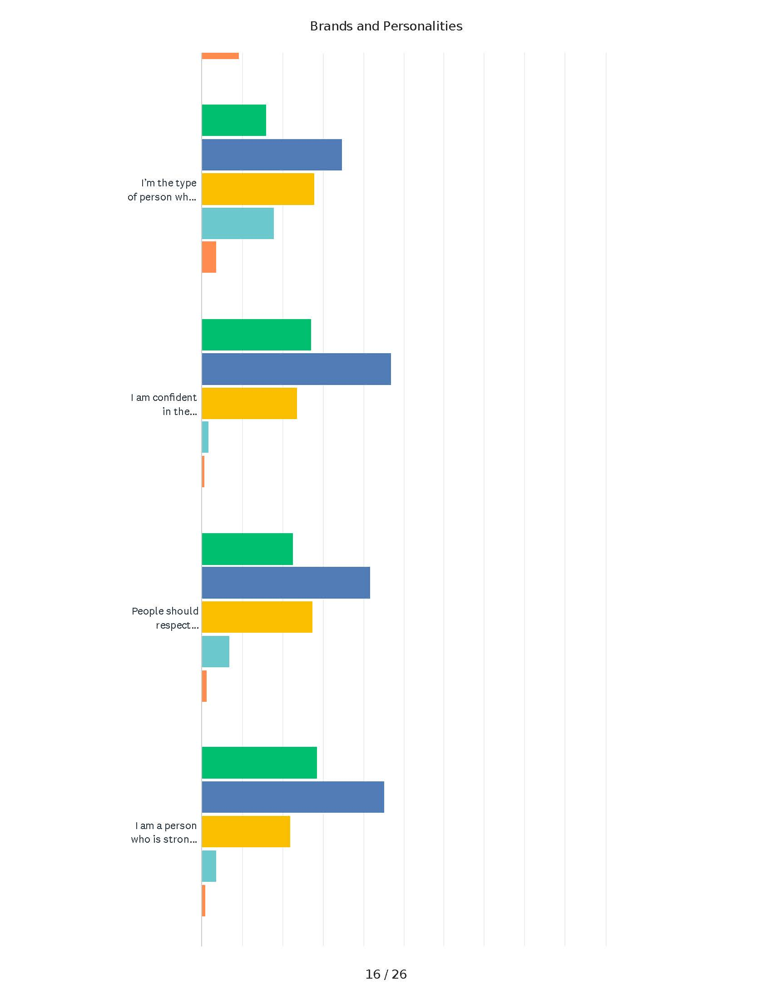 Brands and Personalities
I’m the type
of person wh...
I am confident
in the...
People should
respect...
I am a person
who is stron...
16 / 26